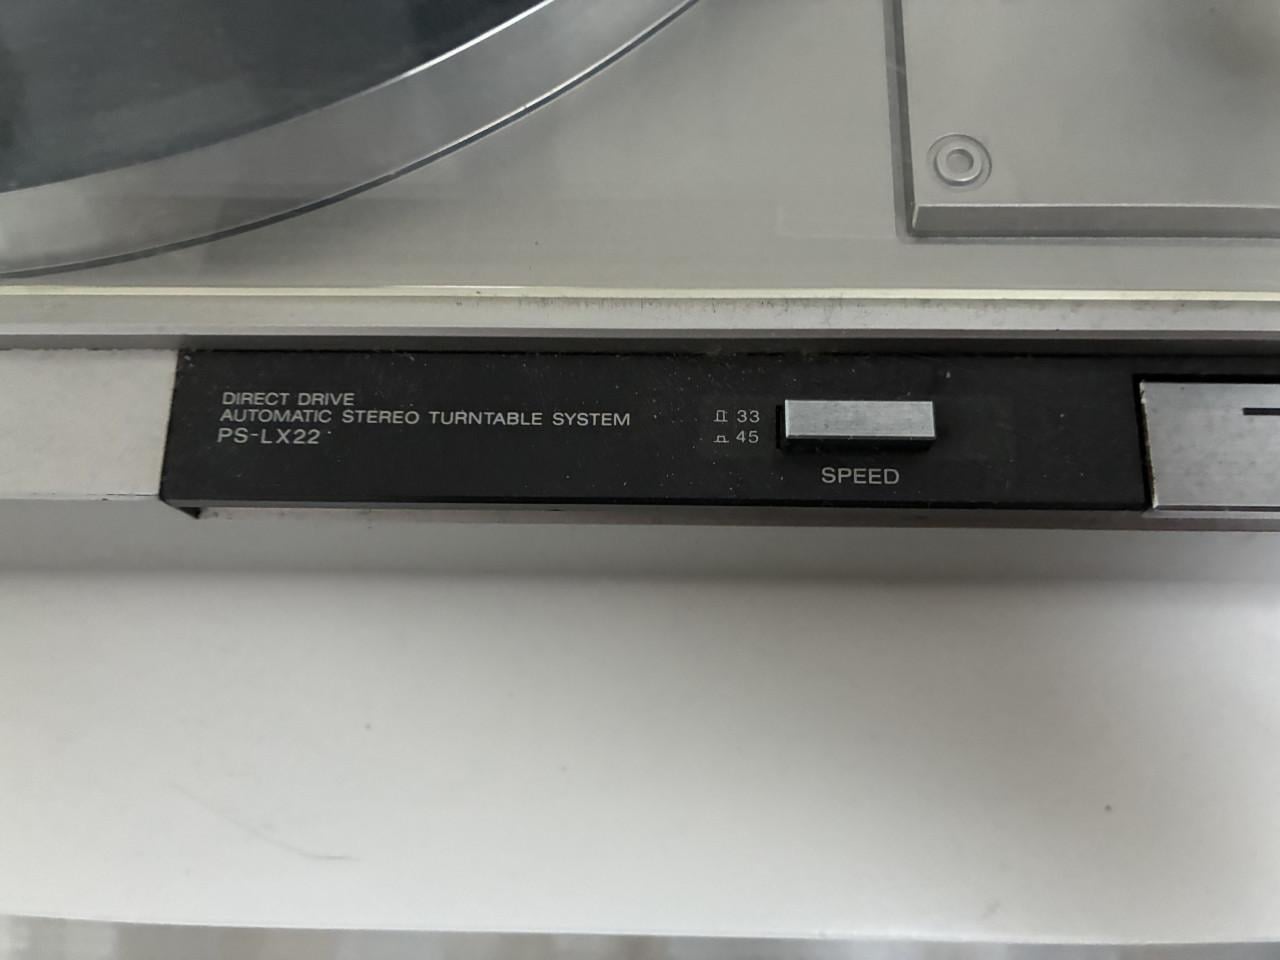 DIRECT DRIVE
AUTOMATIC STEREO TURNTABLE SYSTEM
PS-LX22
33
45
SPEED